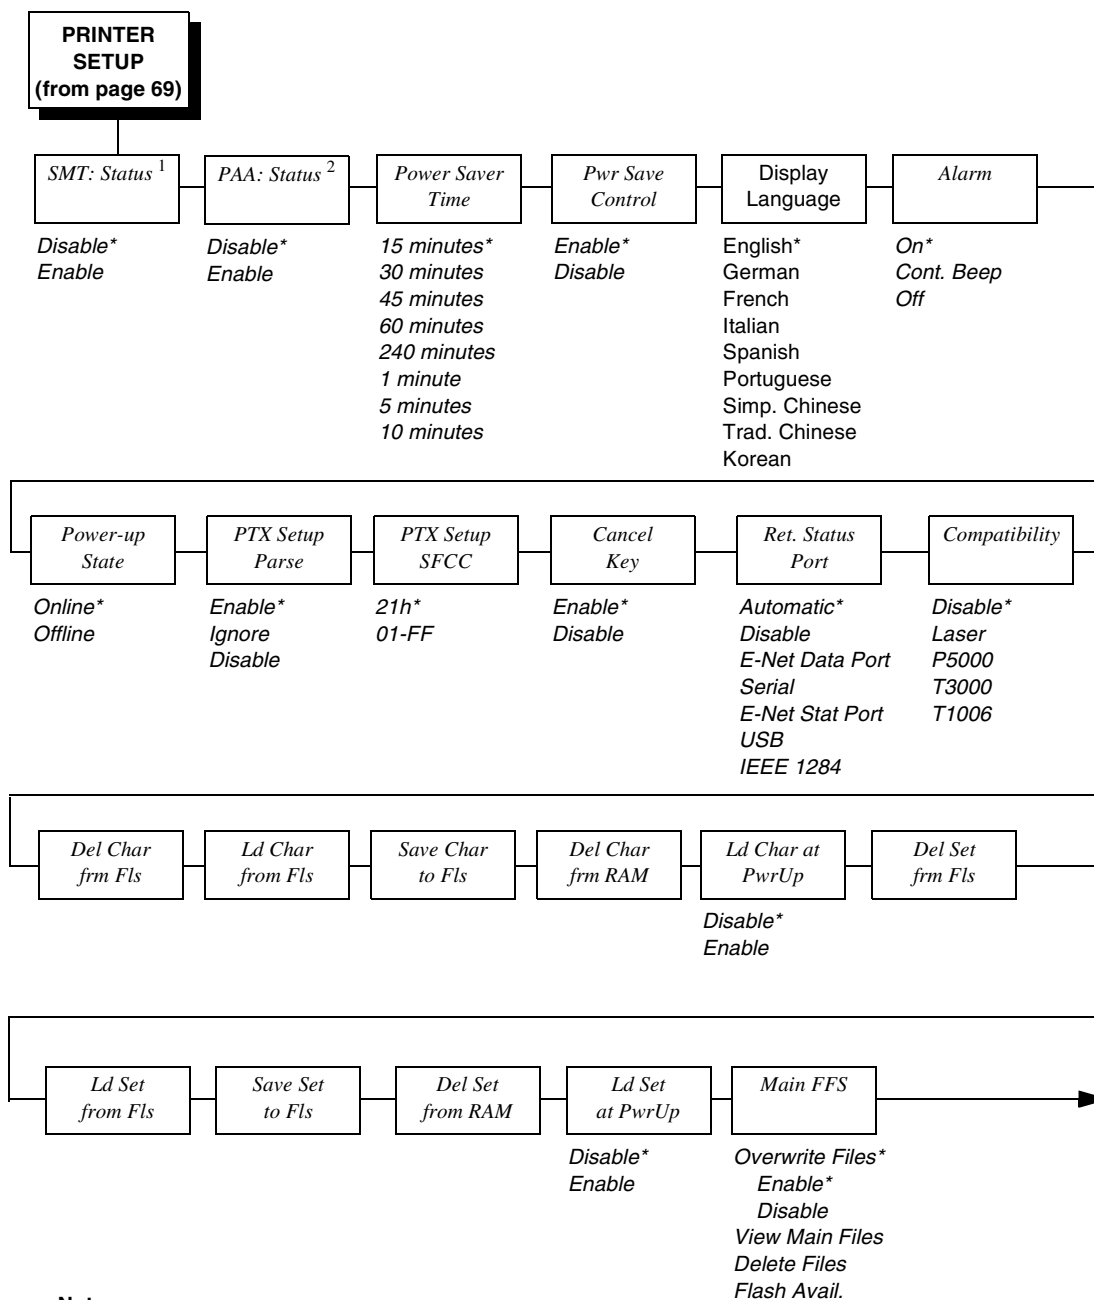 PRINTER
SETUP
(from page 69)
SMT: Status 1
Disable*
Enable
PAA: Status 2
Disable*
Enable
Power Saver
Time
15 minutes*
30 minutes
45 minutes
60 minutes
240 minutes
1 minute
5 minutes
10 minutes
Pwr Save
Control
Enable*
Disable
Display
Language
English*
German
French
Italian
Spanish
Portuguese
Simp. Chinese
Trad. Chinese
Korean
Alarm
On*
Cont. Beep
Off
Power-up
State
Online*
Offline
PTX Setup
Parse
Enable*
Ignore
Disable
PTX Setup
SFCC
21h*
01-FF
Cancel
Key
Enable*
Disable
Ret. Status
Port
Automatic*
Disable
E-Net Data Port
Serial
E-Net Stat Port
USB
IEEE 1284
Compatibility
Disable*
Laser
P5000
T3000
T1006
Del Char
frm Fls
Ld Char
from Fls
Save Char
to Fls
Del Char
frm RAM
Ld Char at
PwrUp
Disable*
Enable
Del Set
frm Fls
Ld Set
from Fls
Save Set
to Fls
Del Set
from RAM
Ld Set
at PwrUp
Disable*
Enable
Main FFS
Overwrite Files*
Enable*
Disable
View Main Files
Delete Files
Flash Avail.